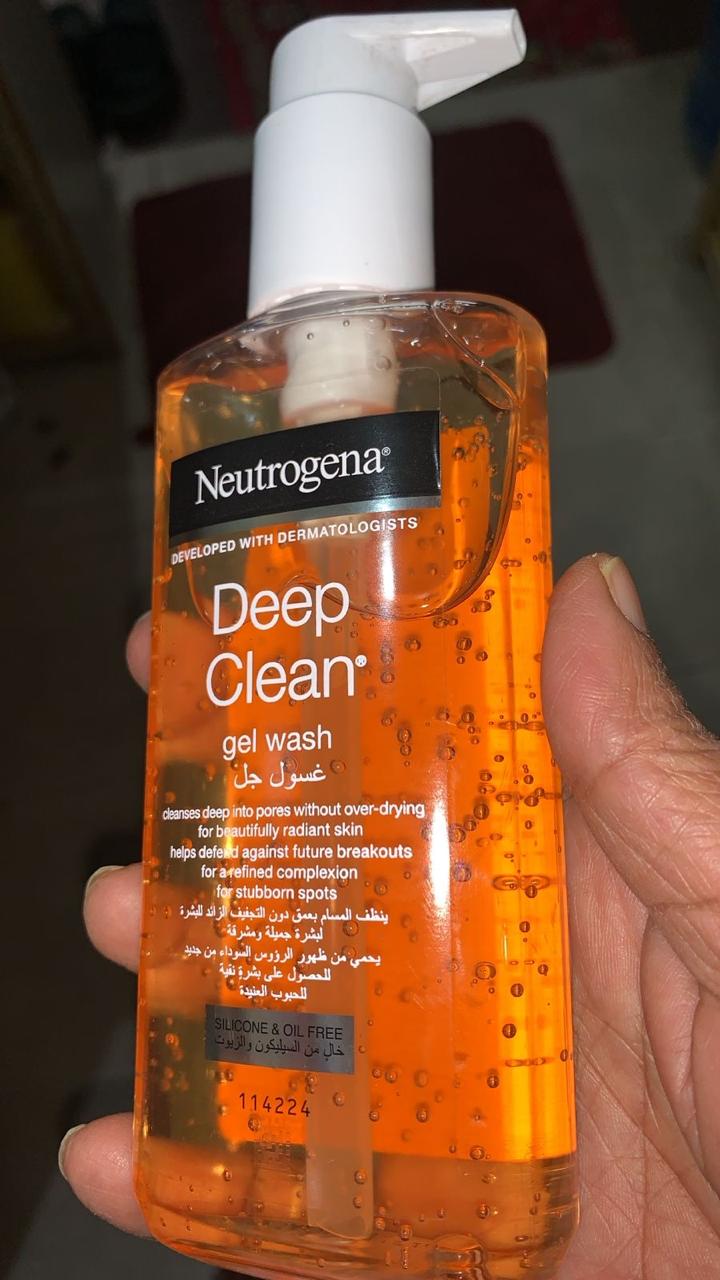 Neutrogena®
DEVELOPED WITH DERMATOLOGISTS
Deep
Clean®
gel wash
غسول جل
cleanses deep into pores without over-drying
for beautifully radiant skin
helps defend against future breakouts
for a refined complexion
for stubborn spots
ينظف المسام بعمق دون التجفيف الزائد للبشرة
لبشرة جميلة ومشرقة
يحمي من ظهور الرؤوس السوداء من جديد
للحصول على بشرة نقية
للحبوب العنيدة
SILICONE & OIL FREE
خالٍ من السيليكون والزيوت
114224